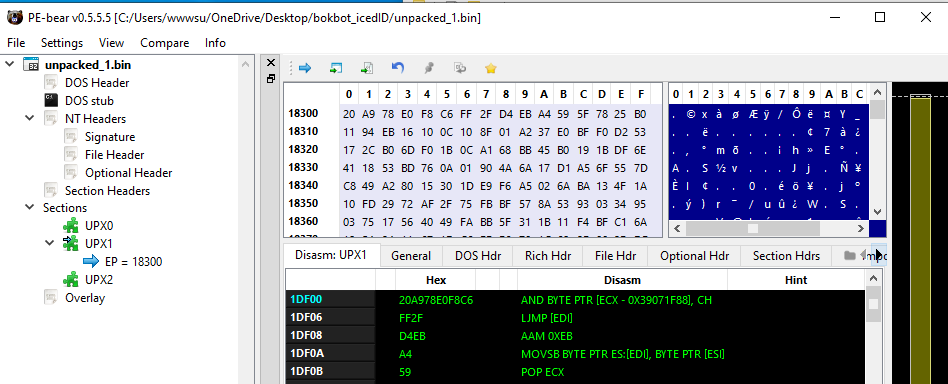 PE-bear v0.5.5.5 [C:/Users/wwwsu/OneDrive/Desktop/bokbot_icedID/unpacked_1.bin]
File Settings View Compare Info
unpacked_1.bin
DOS Header
DOS stub
NT Headers
Signature
File Header
Optional Header
Section Headers
Sections
UPX0
UPX1
EP = 18300
UPX2
Overlay
0 1 2 3 4 5 6 7 8 9 A B C D E F
18300 20 A9 78 E0 F8 C6 FF 2F D4 EB A4 59 5F 78 25 B0
18310 11 94 EB 16 10 0C 10 8F 01 A2 37 E0 BF F0 D2 53
18320 17 2C B0 6D F0 1B 0C A1 68 BB 45 B0 19 1B DF 6E
18330 41 18 53 BD 76 0A 01 90 4A 6A 17 D1 A5 6F 55 7D
18340 C8 49 A2 80 15 30 1D E9 F6 A5 02 6A BA 13 4F 1A
18350 10 FD 29 72 AF 2F 75 FB BF 57 8A 53 93 03 34 95
18360 03 75 17 56 40 49 FA BB 5F 31 1B 11 F4 BF C1 6A
0 1 2 3 4 5 6 7 8 9 A B C
. © x à ø Æ ÿ / Ô ë ¤ Y _
. . ë . . . . . . ¢ 7 à ¿
. , ° m ð . . ¡ h » E ° .
A . S ½ v . . . J j . Ñ ¥
È I ¢ . . 0 . é ö ¥ . j º
. ý ) r ¯ / u û ¿ W . S .
Disasm: UPX1 General DOS Hdr Rich Hdr File Hdr Optional Hdr Section Hdrs
Hex Disasm Hint
1DF00 20A978E0F8C6 AND BYTE PTR [ECX - 0X39071F88], CH
1DF06 FF2F LJMP [EDI]
1DF08 D4EB AAM 0XEB
1DF0A A4 MOVSB BYTE PTR ES:[EDI], BYTE PTR [ESI]
1DF0B 59 POP ECX